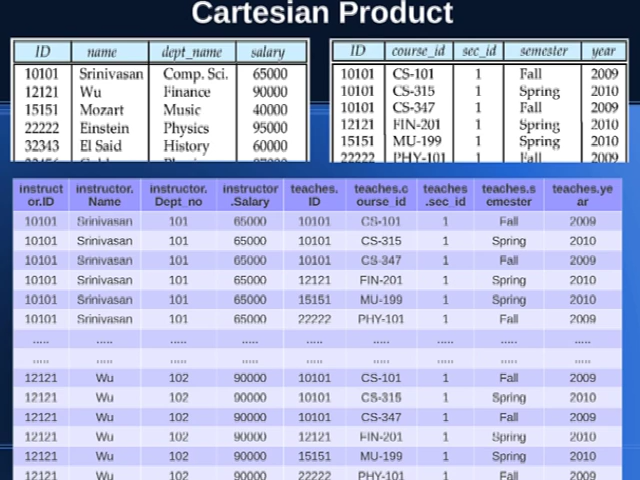 Cartesian Product
ID name dept_name salary
10101 Srinivasan Comp. Sci. 65000
12121 Wu Finance 90000
15151 Mozart Music 40000
22222 Einstein Physics 95000
32343 El Said History 60000
ID course_id sec_id semester year
10101 CS-101 1 Fall 2009
10101 CS-315 1 Spring 2010
10101 CS-347 1 Fall 2009
12121 FIN-201 1 Spring 2010
15151 MU-199 1 Spring 2010
22222 PHY-101 1 Fall 2009
instruct or.ID instructor. Name instructor. Dept_no instructor .Salary teaches. ID teaches.c ourse_id teaches .sec_id teaches.s emester teaches.ye ar
10101 Srinivasan 101 65000 10101 CS-101 1 Fall 2009
10101 Srinivasan 101 65000 10101 CS-315 1 Spring 2010
10101 Srinivasan 101 65000 10101 CS-347 1 Fall 2009
10101 Srinivasan 101 65000 12121 FIN-201 1 Spring 2010
10101 Srinivasan 101 65000 15151 MU-199 1 Spring 2010
10101 Srinivasan 101 65000 22222 PHY-101 1 Fall 2009
..... ..... ..... ..... ..... ..... ..... ..... .....
..... ..... ..... ..... ..... ..... ..... ..... .....
12121 Wu 102 90000 10101 CS-101 1 Fall 2009
12121 Wu 102 90000 10101 CS-315 1 Spring 2010
12121 Wu 102 90000 10101 CS-347 1 Fall 2009
12121 Wu 102 90000 12121 FIN-201 1 Spring 2010
12121 Wu 102 90000 15151 MU-199 1 Spring 2010
12121 Wu 102 90000 22222 PHY-101 1 Fall 2009